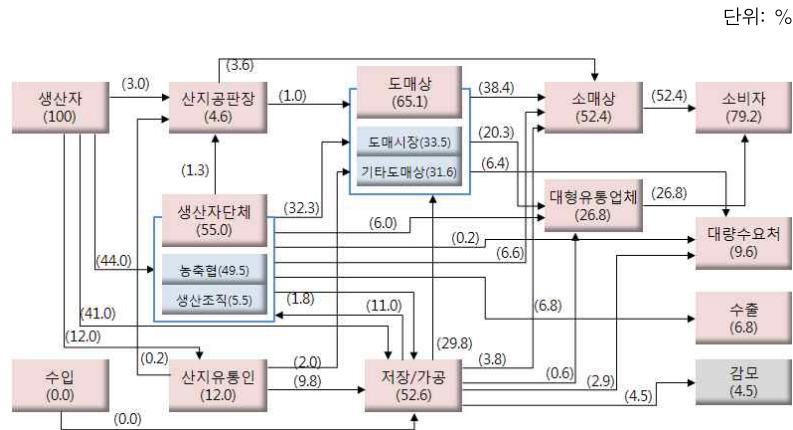 단위: %
(3.6)
생산자
(100)
(3.0)
산지공판장
(4.6)
(1.0)
도매상
(65.1)
(38.4)
소매상
(52.4)
(52.4)
소비자
(79.2)
도매시장(33.5)
(20.3)
기타도매상(31.6)
(6.4)
(1.3)
생산자단체
(55.0)
(32.3)
(6.0)
대형유통업체
(26.8)
(26.8)
(0.2)
대량수요처
(9.6)
(44.0)
농축협(49.5)
(6.6)
생산조직(5.5)
(1.8)
(11.0)
(6.8)
수출
(6.8)
(41.0)
(12.0)
(29.8)
(0.2)
수입
(0.0)
산지유통인
(12.0)
(2.0)
(9.8)
저장/가공
(52.6)
(3.8)
(0.6)
(2.9)
(4.5)
감모
(4.5)
(0.0)